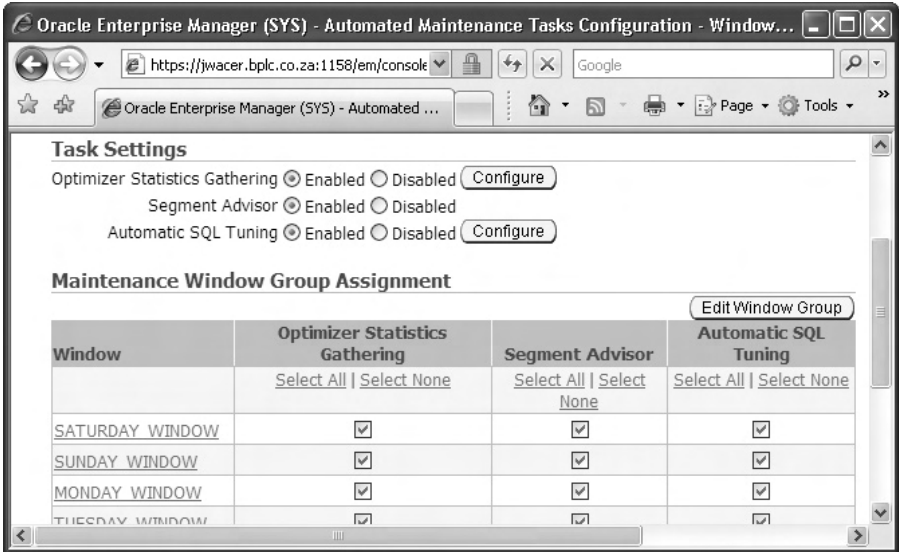 Oracle Enterprise Manager (SYS) - Automated Maintenance Tasks Configuration - Window...
https://jwacer.bplc.co.za:1158/em/console
Google
Oracle Enterprise Manager (SYS) - Automated ...
Page
Tools
»
Task Settings
Optimizer Statistics Gathering Enabled Disabled Configure
Segment Advisor Enabled Disabled
Automatic SQL Tuning Enabled Disabled Configure
Maintenance Window Group Assignment
Edit Window Group
Window Optimizer Statistics Gathering Segment Advisor Automatic SQL Tuning
Select All | Select None Select All | Select None Select All | Select None
SATURDAY_WINDOW
SUNDAY_WINDOW
MONDAY_WINDOW
TUESDAY_WINDOW